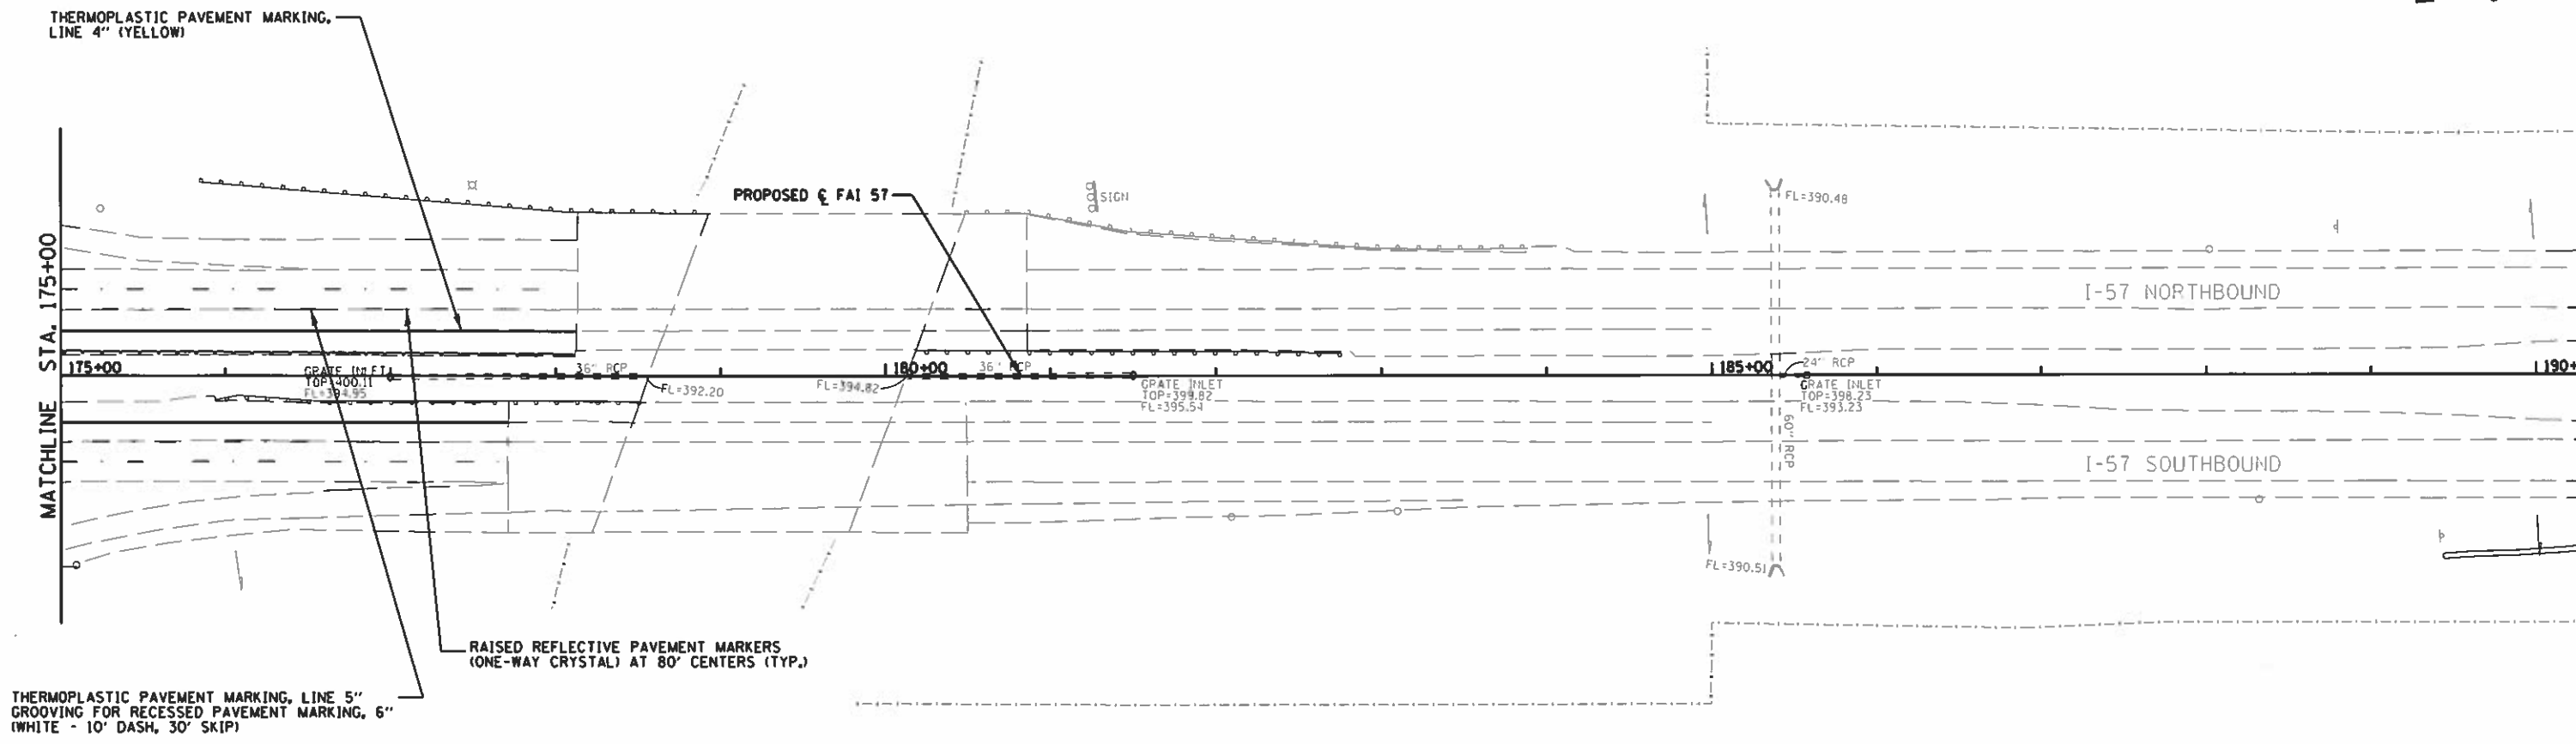 THERMOPLASTIC PAVEMENT MARKING,
LINE 4" (YELLOW)
PROPOSED ℄ FAI 57
SIGN
FL=390.48
MATCHLINE STA. 175+00
I-57 NORTHBOUND
175+00
GRATE INLET
TOP=400.11
FL=394.95
36" RCP
FL=392.20
FL=394.82
180+00
36" RCP
GRATE INLET
TOP=399.82
FL=395.54
185+00
24" RCP
GRATE INLET
TOP=398.23
FL=393.23
190+
60" RCP
I-57 SOUTHBOUND
FL=390.51
RAISED REFLECTIVE PAVEMENT MARKERS
(ONE-WAY CRYSTAL) AT 80' CENTERS (TYP.)
THERMOPLASTIC PAVEMENT MARKING, LINE 5"
GROOVING FOR RECESSED PAVEMENT MARKING, 6"
(WHITE - 10' DASH, 30' SKIP)